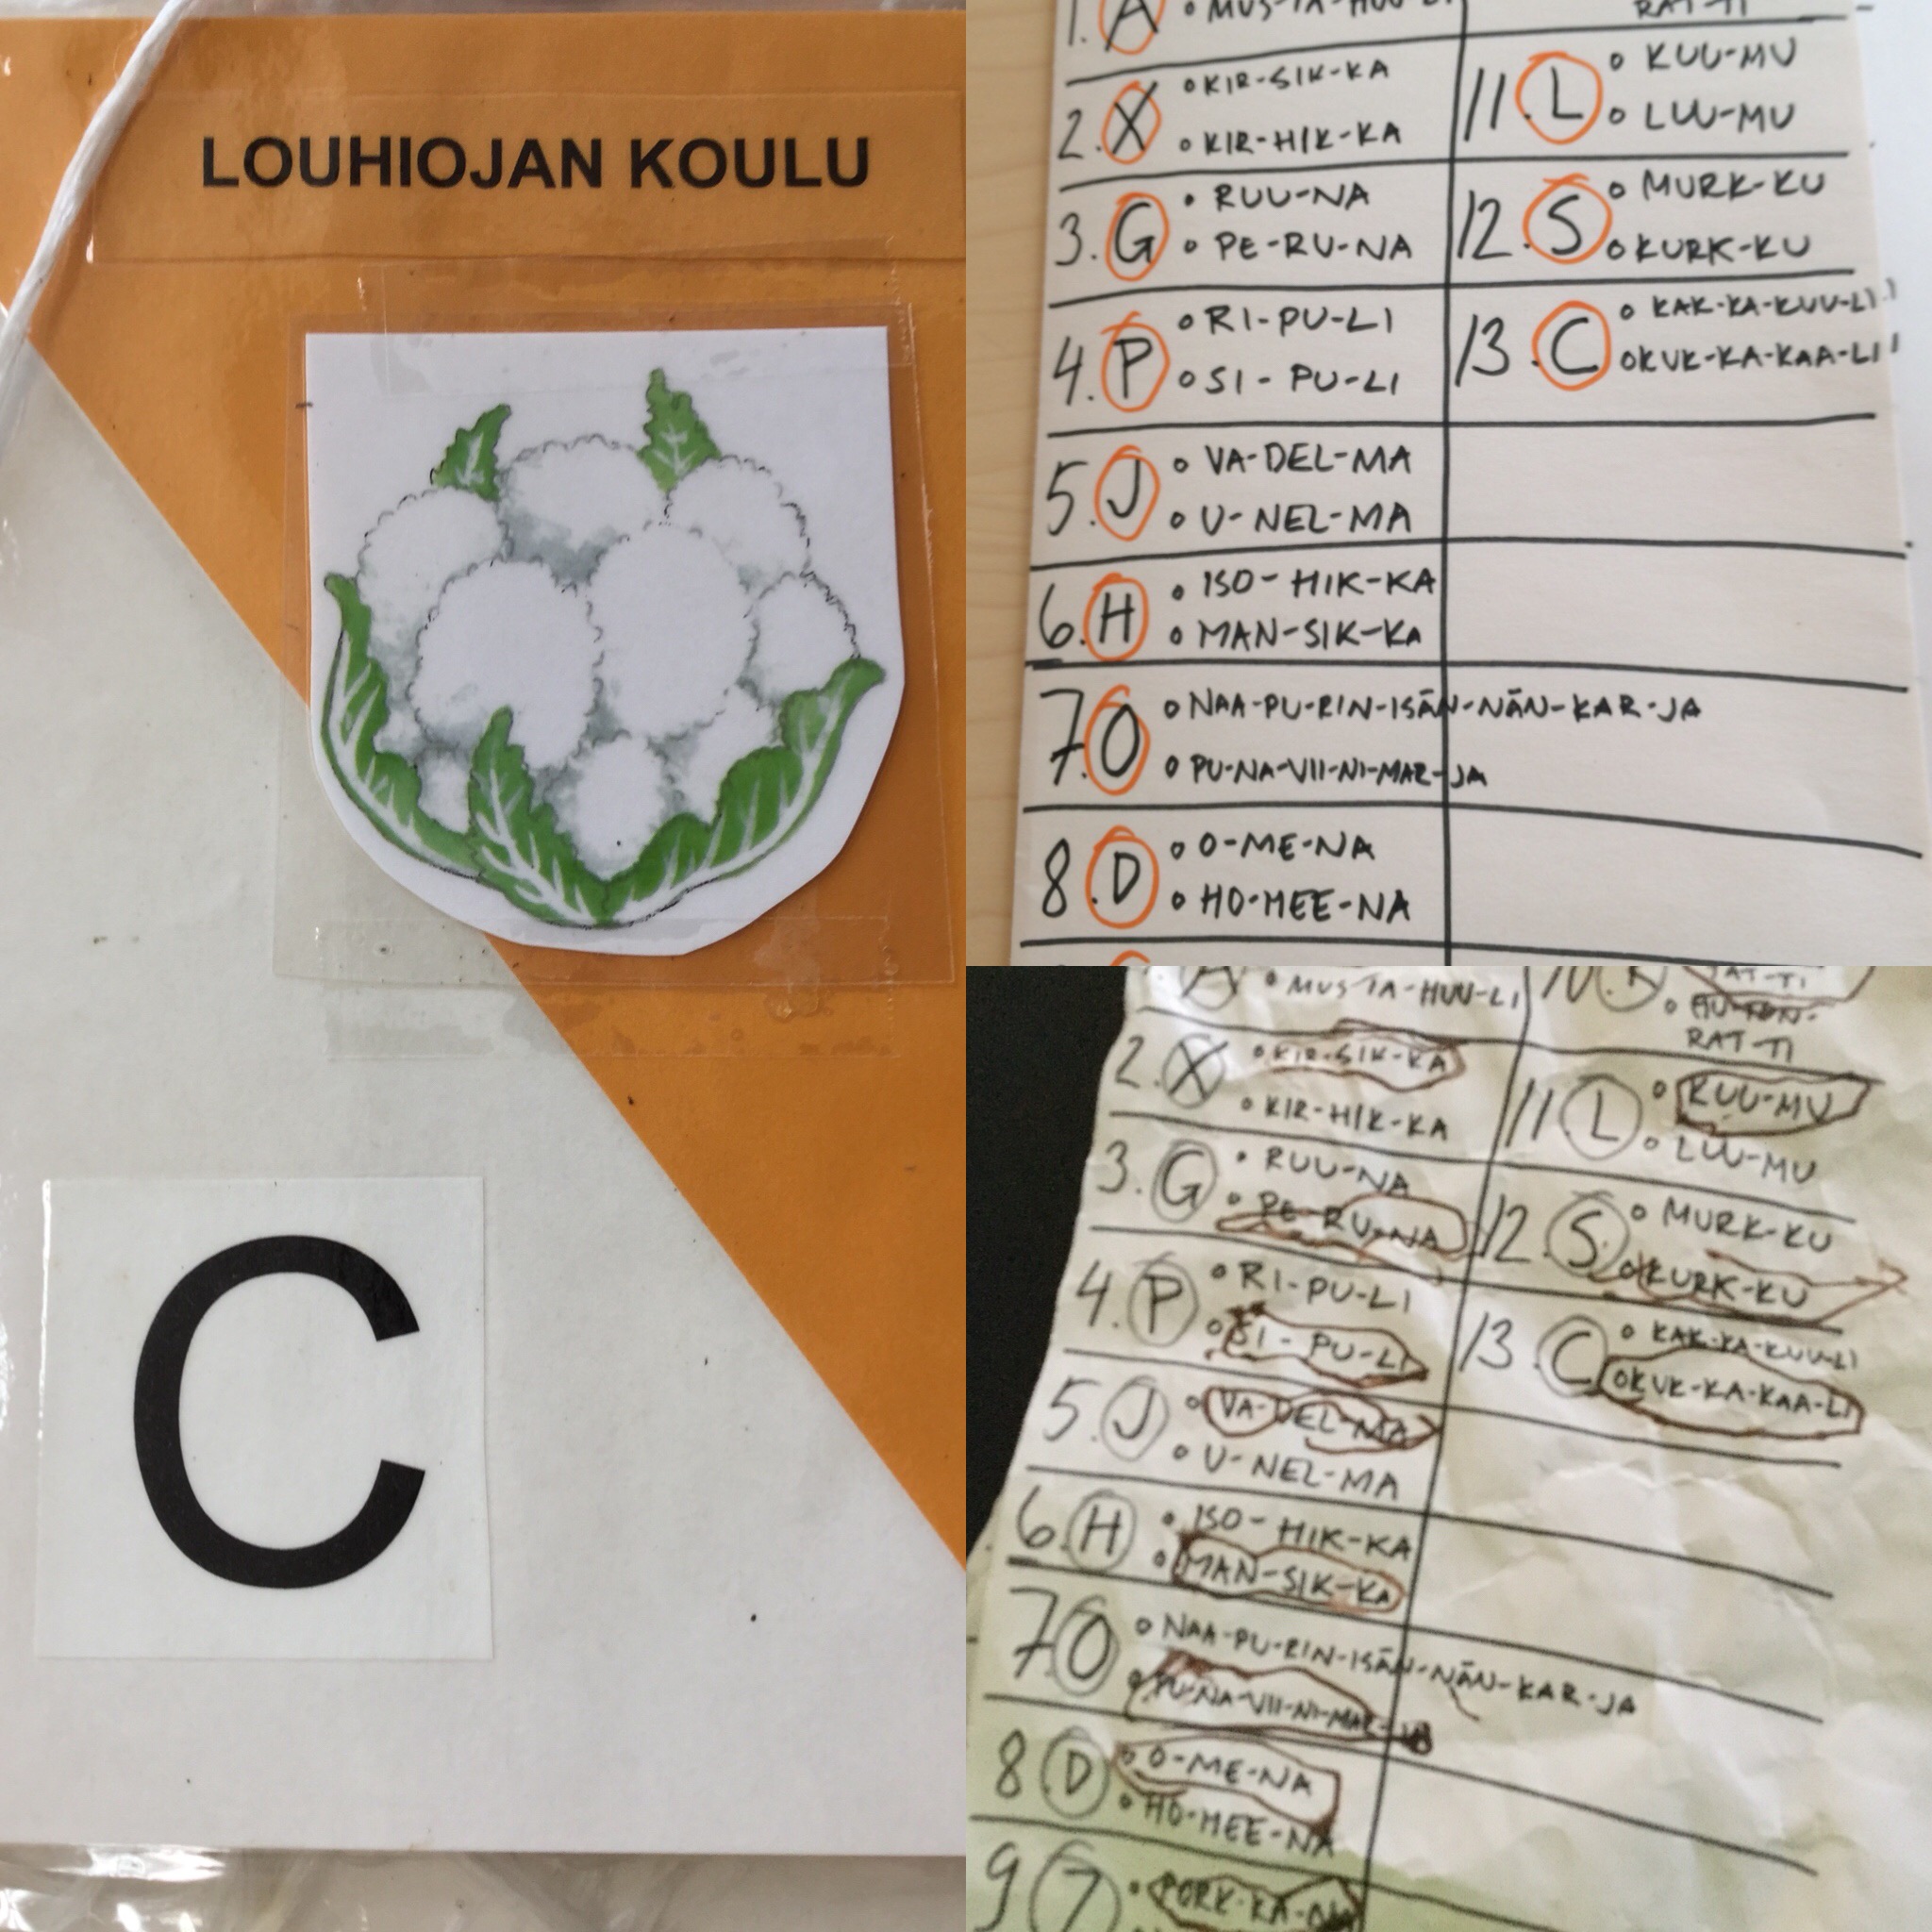 LOUHIOJAN KOULU
C
1. A • MUS-TA-HUU-LI
RAT-TI
2. X • KIR-SIK-KA
• KIR-HIK-KA
11. L • KUU-MU
• LUU-MU
3. G • RUU-NA
• PE-RU-NA
12. S • MURK-KU
• KURK-KU
4. P • RI-PU-LI
• SI-PU-LI
13. C • KAK-KA-KUU-LI
• KUK-KA-KAA-LI
5. J • VA-DEL-MA
• U-NEL-MA
6. H • ISO-HIK-KA
• MAN-SIK-KA
7. O • NAA-PU-RIN-ISÄN-NÄN-KAR-JA
• PU-NA-VII-NI-MAR-JA
8. D • O-ME-NA
• HO-MEE-NA
A • MUS-TA-HUU-LI
10. TAT-TI
RAT-TI
2. X • KIR-SIK-KA
• KIR-HIK-KA
11. L • KUU-MU
• LUU-MU
3. G • RUU-NA
• PE-RU-NA
12. S • MURK-KU
• KURK-KU
4. P • RI-PU-LI
• SI-PU-LI
13. C • KAK-KA-KUU-LI
• KUK-KA-KAA-LI
5. J • VA-DEL-MA
• U-NEL-MA
6. H • ISO-HIK-KA
• MAN-SIK-KA
7. O • NAA-PU-RIN-ISÄN-NÄN-KAR-JA
• PU-NA-VII-NI-MAR-JA
8. D • O-ME-NA
• HO-MEE-NA
9 7 • PORK-KA-NA